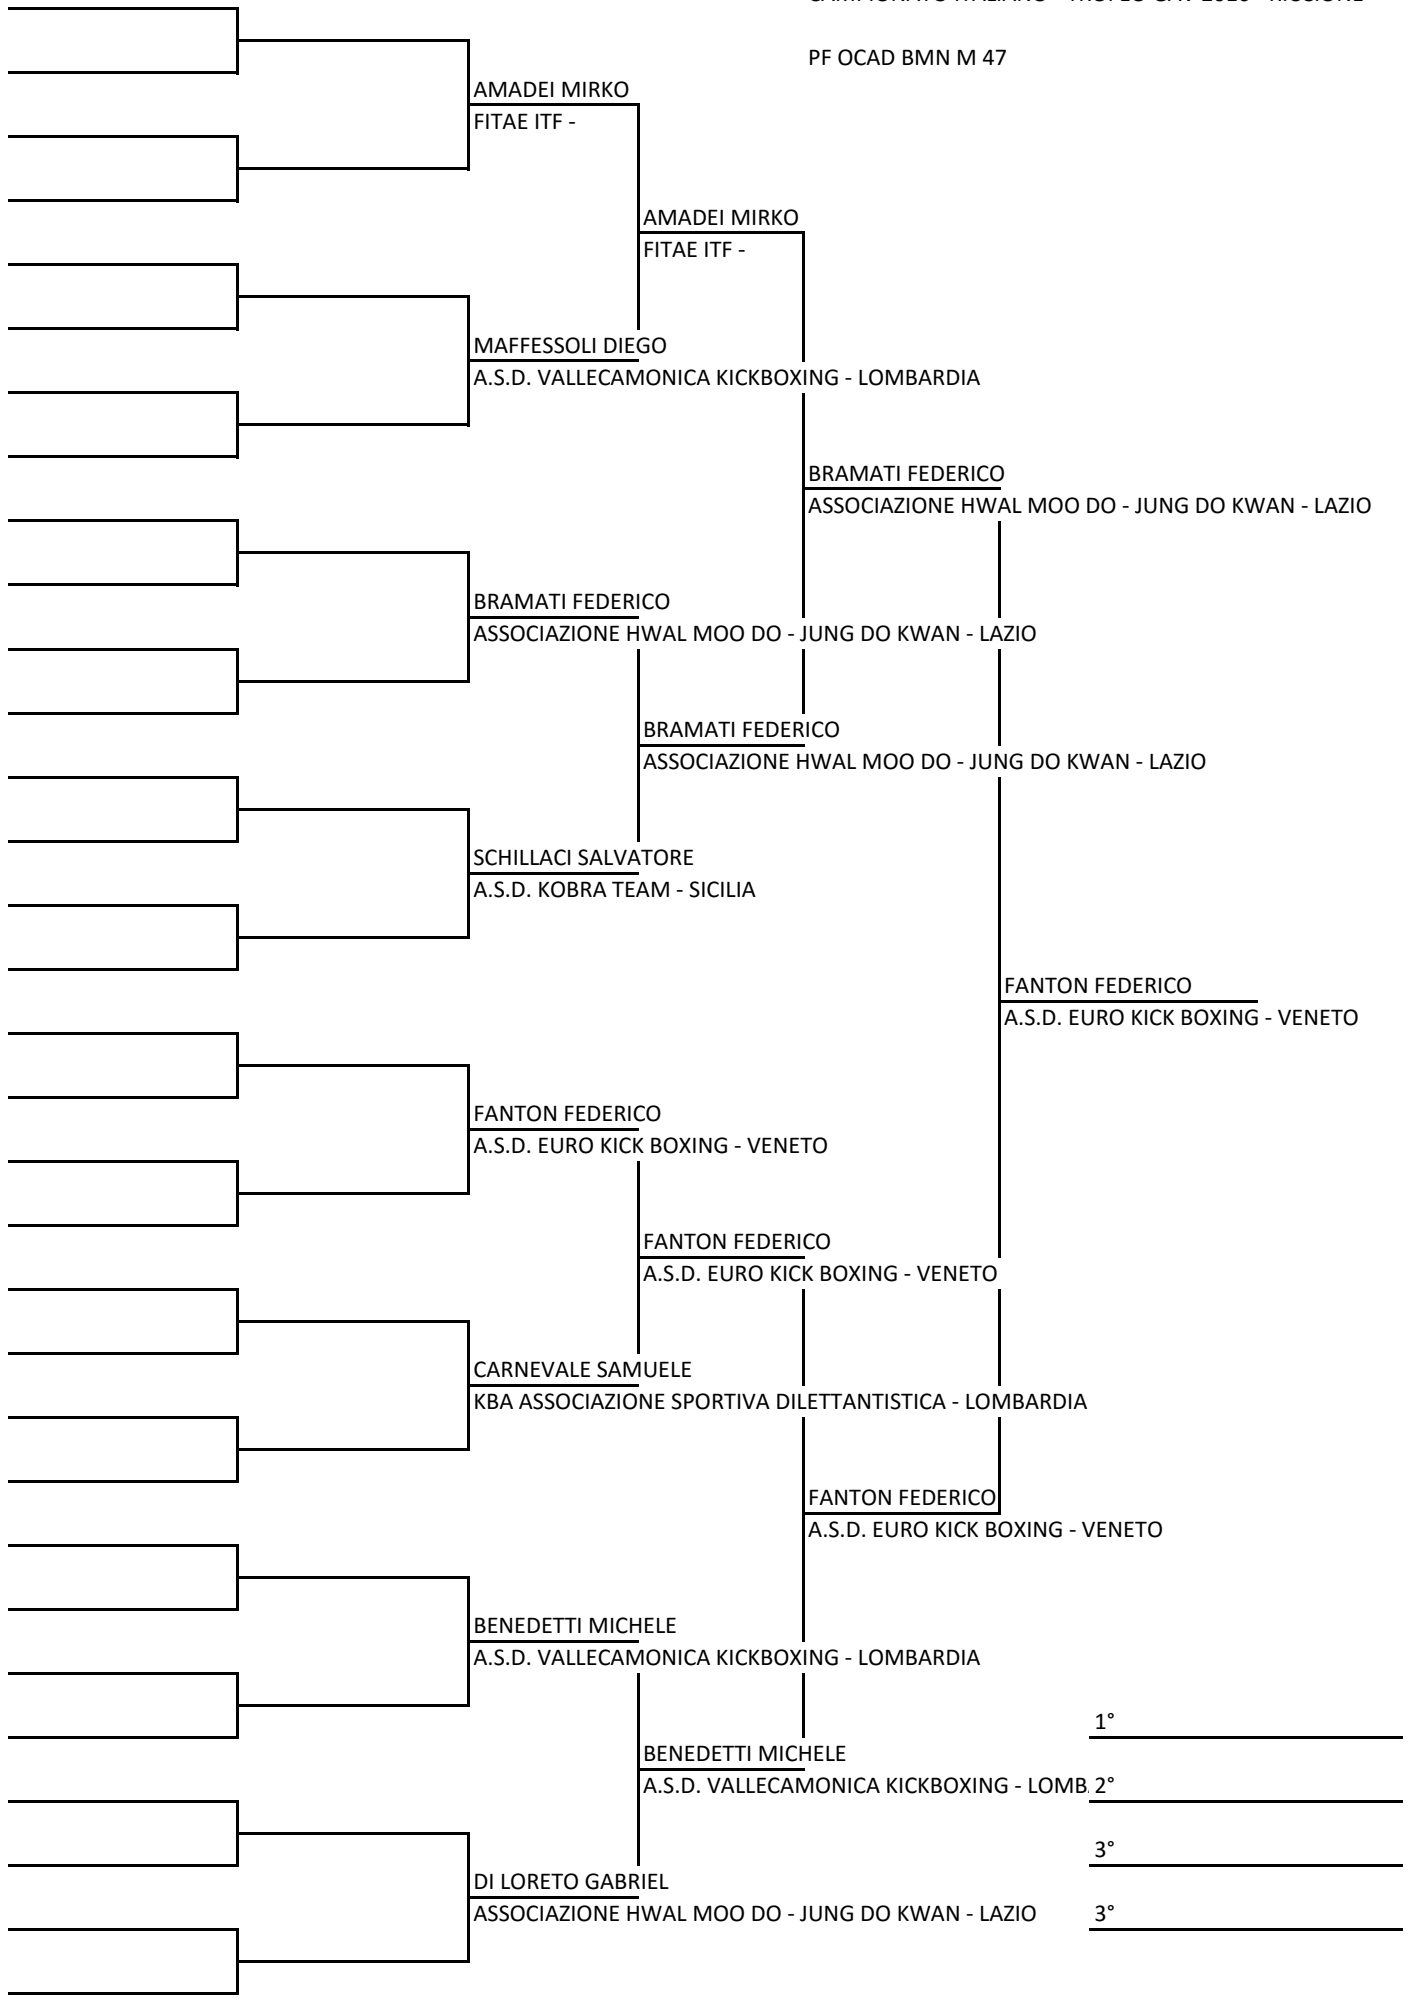 PF OCAD BMN M 47
AMADEI MIRKO
FITAE ITF -
AMADEI MIRKO
FITAE ITF -
MAFFESSOLI DIEGO
A.S.D. VALLECAMONICA KICKBOXING - LOMBARDIA
BRAMATI FEDERICO
ASSOCIAZIONE HWAL MOO DO - JUNG DO KWAN - LAZIO
BRAMATI FEDERICO
ASSOCIAZIONE HWAL MOO DO - JUNG DO KWAN - LAZIO
BRAMATI FEDERICO
ASSOCIAZIONE HWAL MOO DO - JUNG DO KWAN - LAZIO
SCHILLACI SALVATORE
A.S.D. KOBRA TEAM - SICILIA
FANTON FEDERICO
A.S.D. EURO KICK BOXING - VENETO
FANTON FEDERICO
A.S.D. EURO KICK BOXING - VENETO
FANTON FEDERICO
A.S.D. EURO KICK BOXING - VENETO
CARNEVALE SAMUELE
KBA ASSOCIAZIONE SPORTIVA DILETTANTISTICA - LOMBARDIA
FANTON FEDERICO
A.S.D. EURO KICK BOXING - VENETO
BENEDETTI MICHELE
A.S.D. VALLECAMONICA KICKBOXING - LOMBARDIA
1°
BENEDETTI MICHELE
A.S.D. VALLECAMONICA KICKBOXING - LOMB
2°
3°
DI LORETO GABRIEL
ASSOCIAZIONE HWAL MOO DO - JUNG DO KWAN - LAZIO
3°